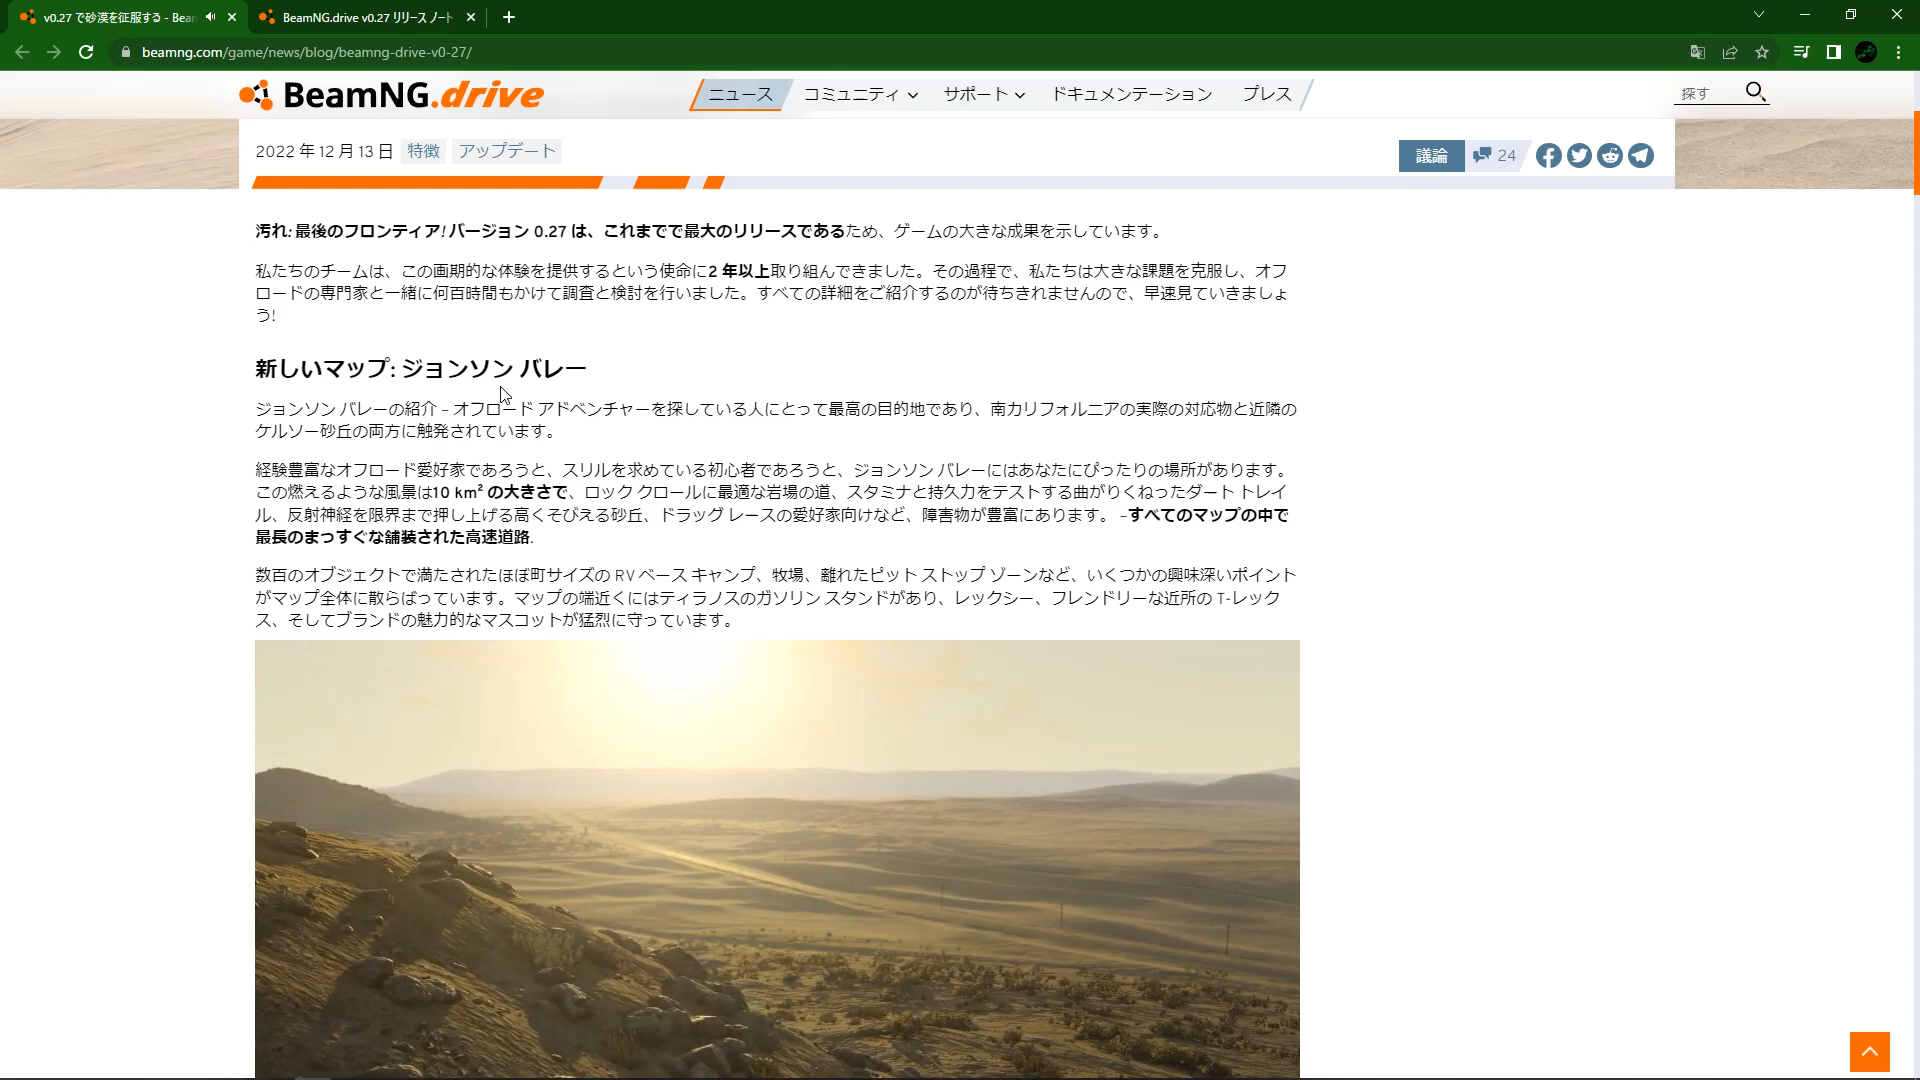 v0.27 で砂漠を征服する - Bear
BeamNG.drive v0.27 リリース ノート
beamng.com/game/news/blog/beamng-drive-v0-27/
BeamNG.drive
ニュース
コミュニティ
サポート
ドキュメンテーション
プレス
探す
2022 年 12 月 13 日
特徴
アップデート
議論
24
汚れ: 最後のフロンティア! バージョン 0.27 は、これまでで最大のリリースであるため、ゲームの大きな成果を示しています。
私たちのチームは、この画期的な体験を提供するという使命に2 年以上取り組んできました。その過程で、私たちは大きな課題を克服し、オフ
ロードの専門家と一緒に何百時間もかけて調査と検討を行いました。すべての詳細をご紹介するのが待ちきれませんので、早速見ていきましょ
う!
新しいマップ: ジョンソン バレー
ジョンソン バレーの紹介 – オフロード アドベンチャーを探している人にとって最高の目的地であり、南カリフォルニアの実際の対応物と近隣の
ケルソー砂丘の両方に触発されています。
経験豊富なオフロード愛好家であろうと、スリルを求めている初心者であろうと、ジョンソン バレーにはあなたにぴったりの場所があります。
この燃えるような風景は10 km² の大きさで、ロック クロールに最適な岩場の道、スタミナと持久力をテストする曲がりくねったダート トレイ
ル、反射神経を限界まで押し上げる高くそびえる砂丘、ドラッグ レースの愛好家向けなど、障害物が豊富にあります。 –すべてのマップの中で
最長のまっすぐな舗装された高速道路.
数百のオブジェクトで満たされたほぼ町サイズの RV ベース キャンプ、牧場、離れたピット ストップ ゾーンなど、いくつかの興味深いポイント
がマップ全体に散らばっています。マップの端近くにはティラノスのガソリン スタンドがあり、レックシー、フレンドリーな近所の T-レック
ス、そしてブランドの魅力的なマスコットが猛烈に守っています。